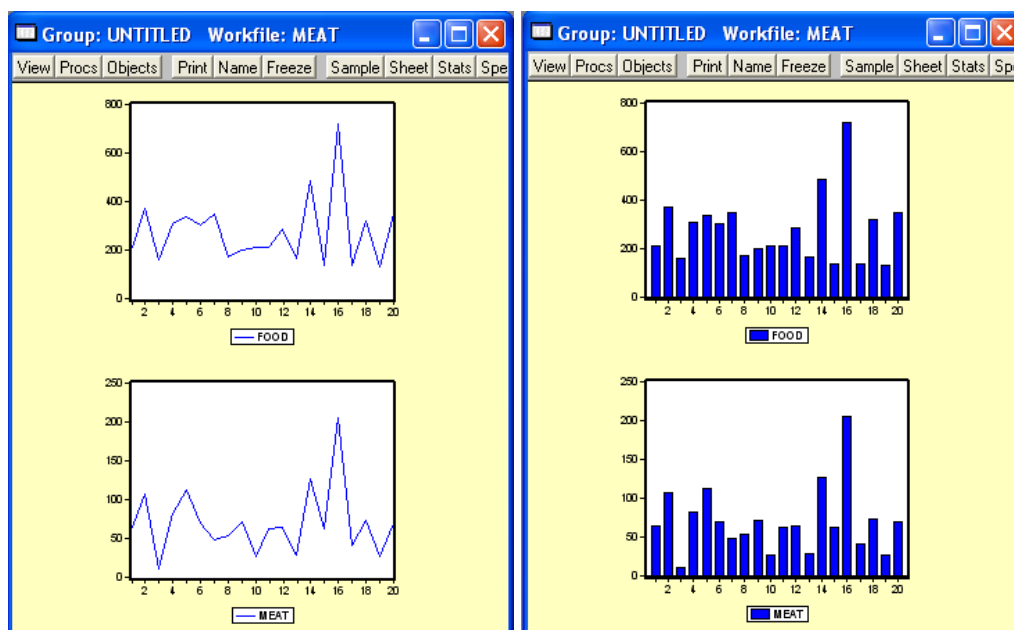 Group: UNTITLED Workfile: MEAT
View Procs Objects Print Name Freeze Sample Sheet Stats Spe
800
600
400
200
0
2 4 6 8 10 12 14 16 18 20
FOOD
250
200
150
100
50
0
2 4 6 8 10 12 14 16 18 20
MEAT
Group: UNTITLED Workfile: MEAT
View Procs Objects Print Name Freeze Sample Sheet Stats Sp
800
600
400
200
0
2 4 6 8 10 12 14 16 18 20
FOOD
250
200
150
100
50
0
2 4 6 8 10 12 14 16 18 20
MEAT